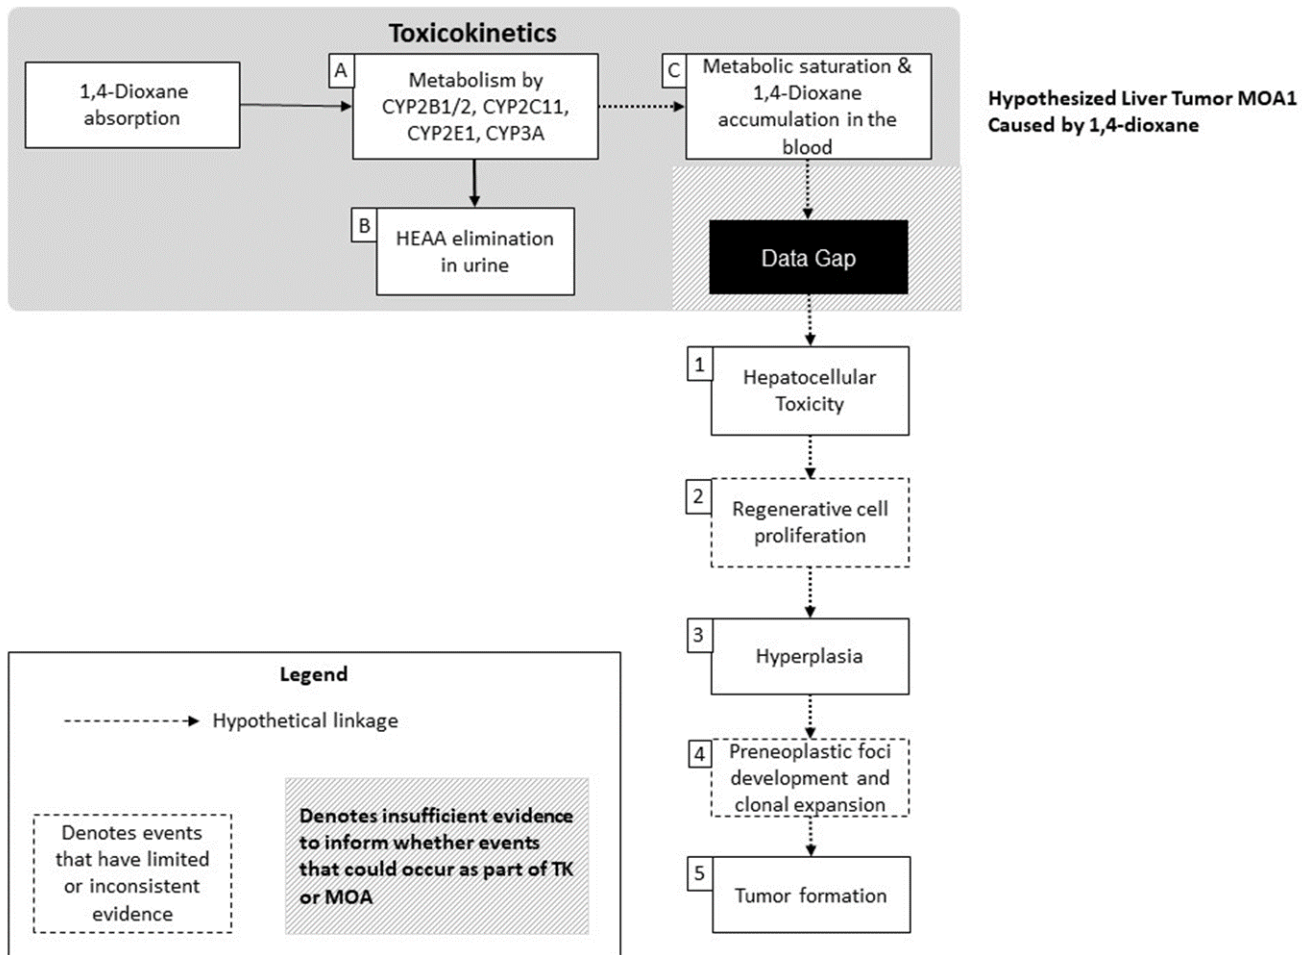 Toxicokinetics
1,4-Dioxane
absorption
A
Metabolism by
CYP2B1/2, CYP2C11,
CYP2E1, CYP3A
C
Metabolic saturation &
1,4-Dioxane
accumulation in the
blood
Hypothesized Liver Tumor MOA1
Caused by 1,4-dioxane
B
HEAA elimination
in urine
Data Gap
1
Hepatocellular
Toxicity
2
Regenerative cell
proliferation
3
Hyperplasia
4
Preneoplastic foci
development and
clonal expansion
5
Tumor formation
Legend
Hypothetical linkage
Denotes events
that have limited
or inconsistent
evidence
Denotes insufficient evidence
to inform whether events
that could occur as part of TK
or MOA